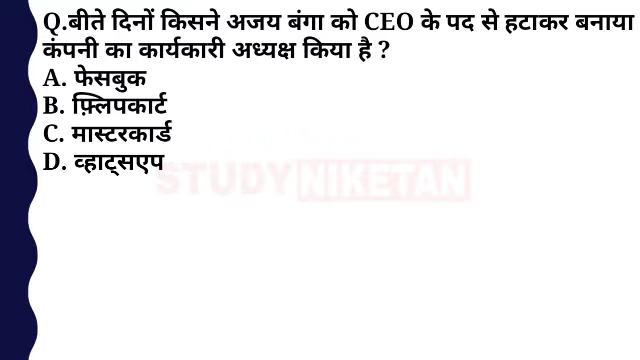 Q.बीते दिनों किसने अजय बंगा को CEO के पद से हटाकर बनाया
कंपनी का कार्यकारी अध्यक्ष किया है ?
A. फेसबुक
B. फ़्लिपकार्ट
C. मास्टरकार्ड
D. व्हाट्सएप
STUDY NIKETAN